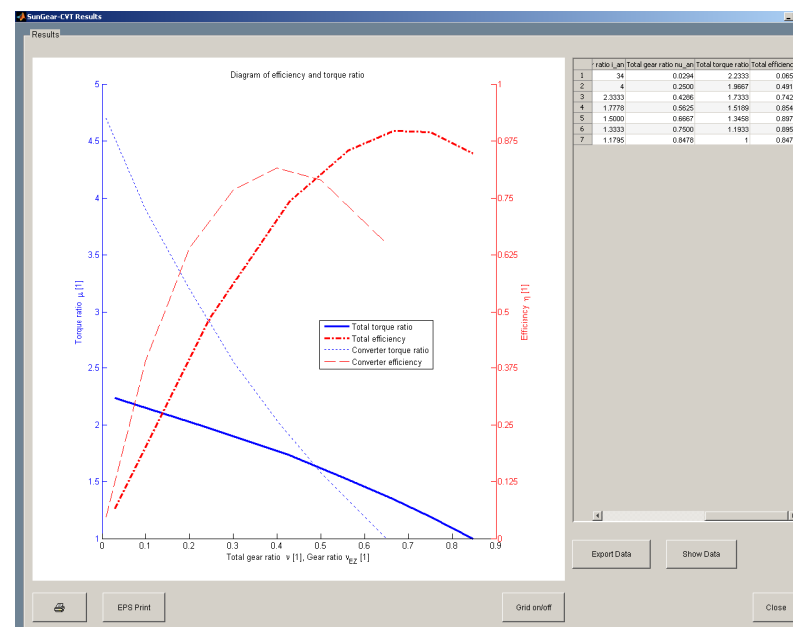 SunGear-CVT Results
Results
Diagram of efficiency and torque ratio
5
4.5
4
3.5
3
2.5
2
1.5
1
Torque ratio μ [1]
1
0.875
0.75
0.625
0.5
0.375
0.25
0.125
0
Efficiency η [1]
Total torque ratio
Total efficiency
Converter torque ratio
Converter efficiency
0 0.1 0.2 0.3 0.4 0.5 0.6 0.7 0.8 0.9
Total gear ratio ν [1], Gear ratio νEZ [1]
ratio i_an Total gear ratio nu_an Total torque ratio Total efficienc
1 34 0.0294 2.2333 0.065
2 4 0.2500 1.9667 0.491
3 2.3333 0.4286 1.7333 0.742
4 1.7778 0.5625 1.5189 0.854
5 1.5000 0.6667 1.3458 0.897
6 1.3333 0.7500 1.1933 0.895
7 1.1795 0.8478 1 0.847
Export Data
Show Data
EPS Print
Grid on/off
Close